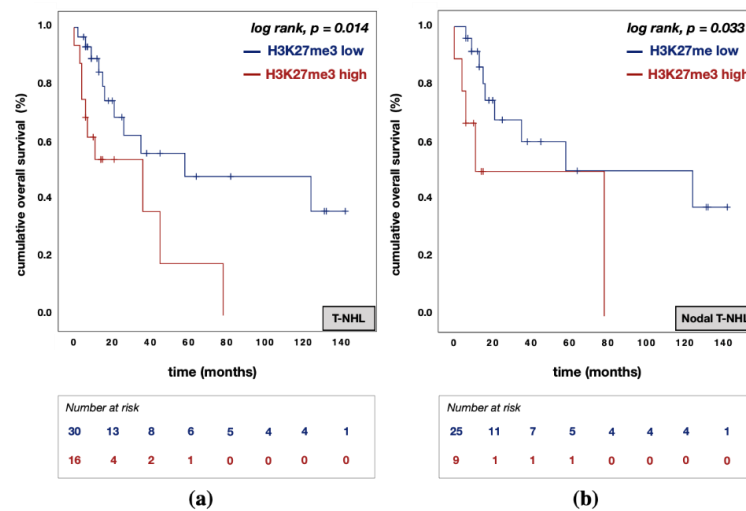 log rank, p = 0.014
H3K27me3 low
H3K27me3 high
cumulative overall survival (%)
1.0
0.8
0.6
0.4
0.2
0.0
T-NHL
0 20 40 60 80 100 120 140
time (months)
Number at risk
30 13 8 6 5 4 4 1
16 4 2 1 0 0 0 0
(a)
log rank, p = 0.033
H3K27me low
H3K27me3 high
cumulative overall survival (%)
1.0
0.8
0.6
0.4
0.2
0.0
Nodal T-NHL
0 20 40 60 80 100 120 140
time (months)
Number at risk
25 11 7 5 4 4 4 1
9 1 1 1 0 0 0 0
(b)